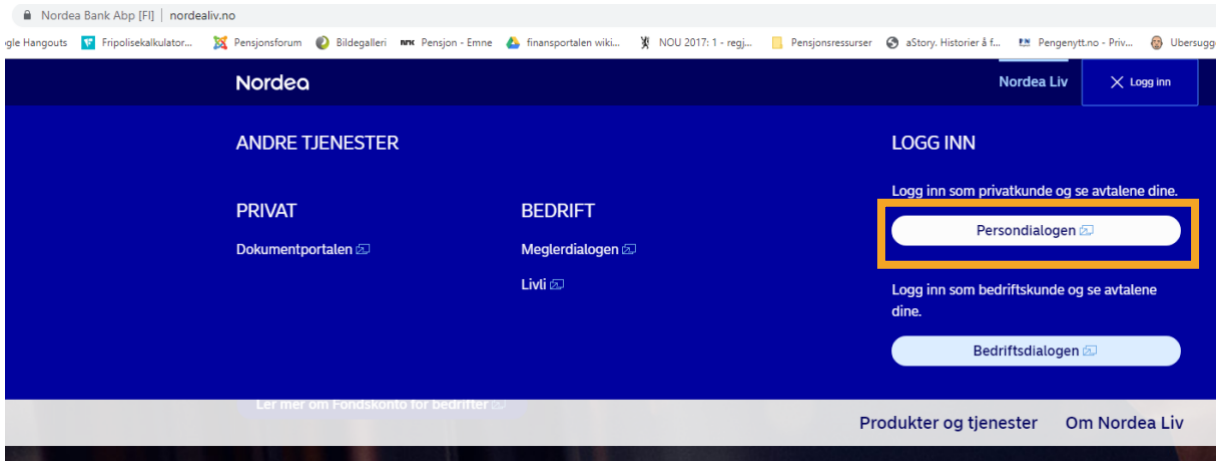 Nordea Bank Abp [FI] | nordealiv.no
gle Hangouts Fripolisekalkulator... Pensjonsforum Bildegalleri NRK Pensjon - Emne finansportalen wiki... NOU 2017: 1 - regj... Pensjonsressurser aStory. Historier å f... Pengenytt.no - Priv... Ubersugg
Nordea
Nordea Liv
Logg inn
ANDRE TJENESTER
PRIVAT
Dokumentportalen
BEDRIFT
Meglerdialogen
Livli
LOGG INN
Logg inn som privatkunde og se avtalene dine.
Persondialogen
Logg inn som bedriftskunde og se avtalene
dine.
Bedriftsdialogen
Ler mer om Fondskonto for bedrifter
Produkter og tjenester Om Nordea Liv